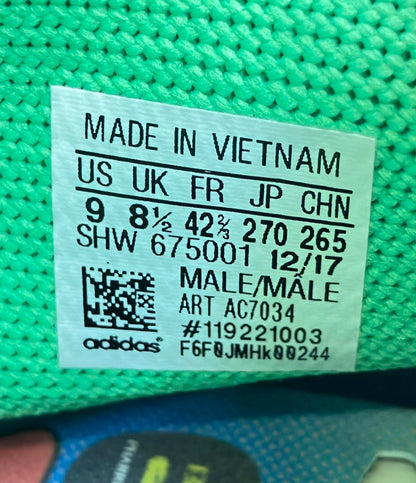 MADE IN VIETNAM
US UK FR JP CHN
9 8½ 42⅔ 270 265
SHW 675001 12/17
MALE/MÂLE
ART AC7034
#119221003
adidas F6F0JMHk00244